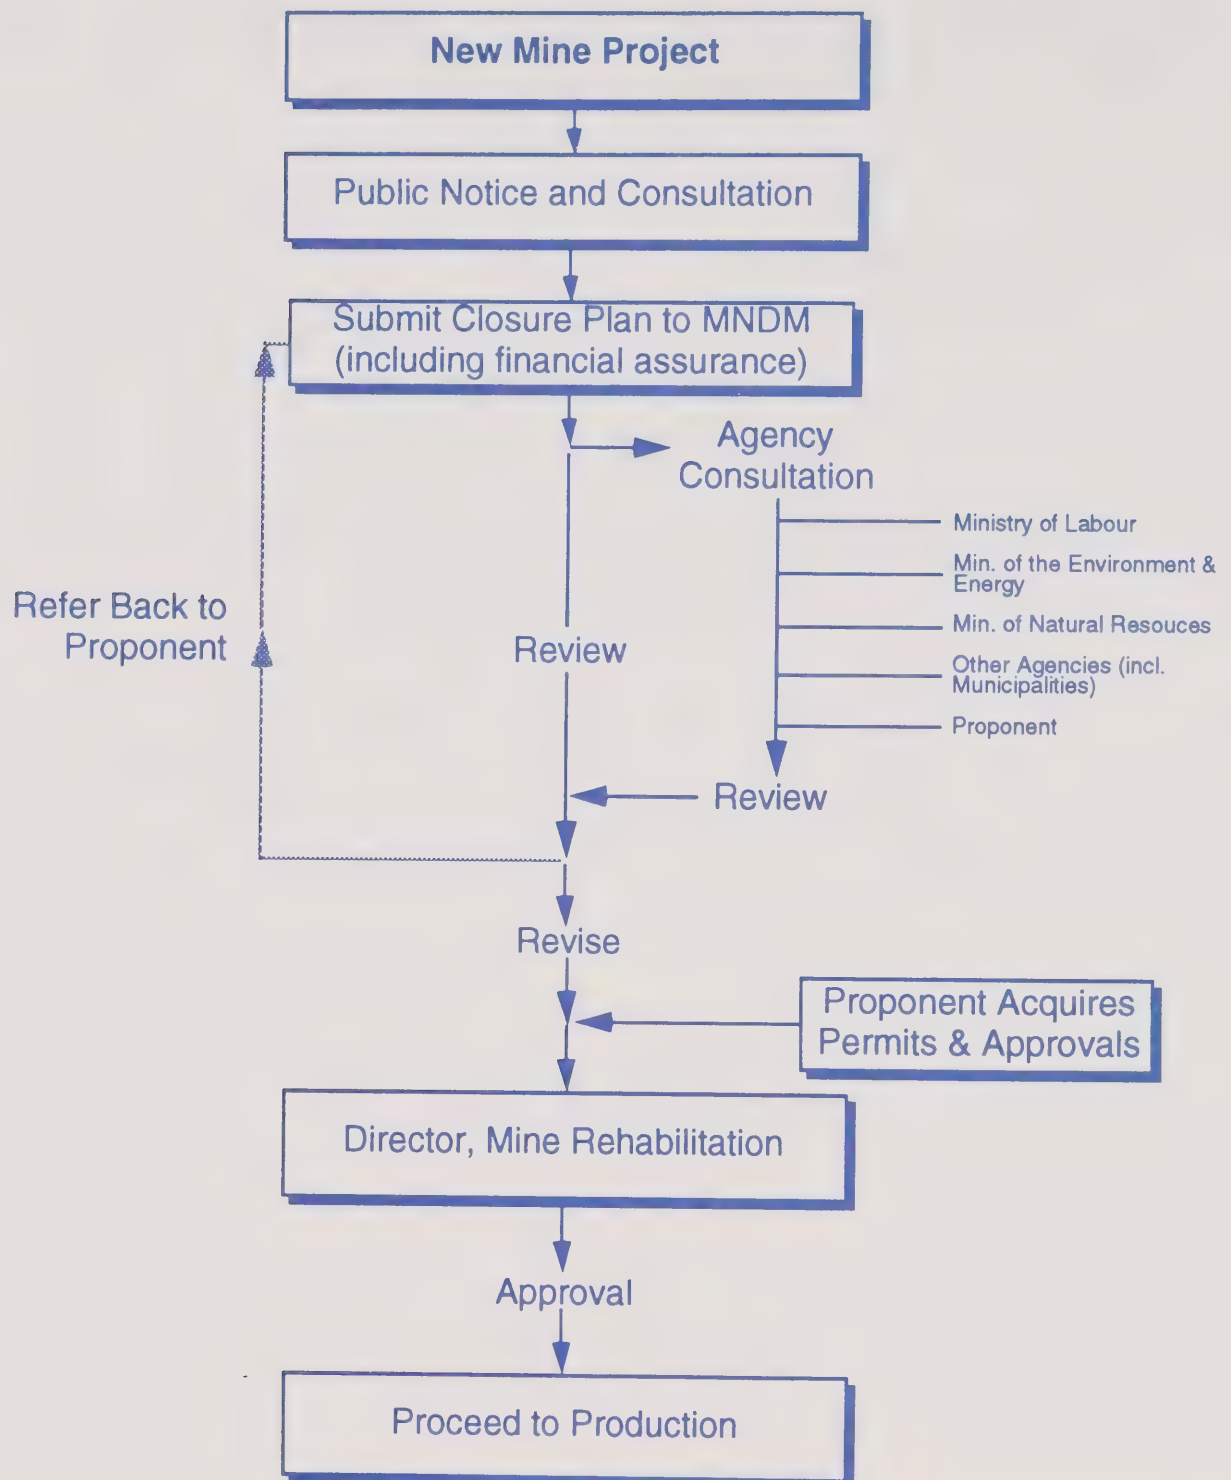 New Mine Project
Public Notice and Consultation
Submit Closure Plan to MNDM
(including financial assurance)
Agency
Consultation
Ministry of Labour
Min. of the Environment &
Energy
Min. of Natural Resouces
Other Agencies (incl.
Municipalities)
Proponent
Refer Back to
Proponent
Review
Review
Revise
Proponent Acquires
Permits & Approvals
Director, Mine Rehabilitation
Approval
Proceed to Production